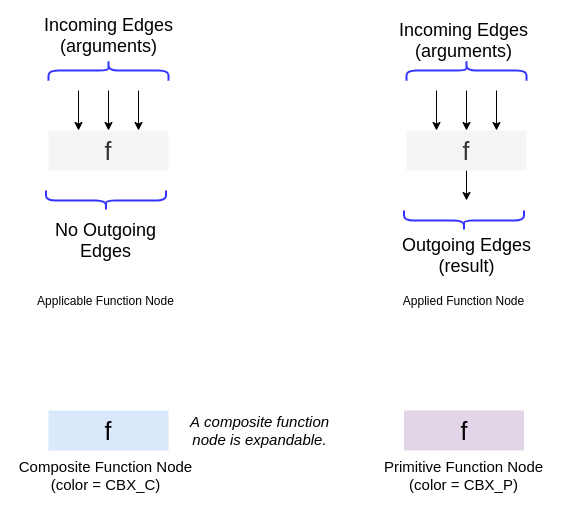 Incoming Edges
(arguments)
f
No Outgoing
Edges
Applicable Function Node
Incoming Edges
(arguments)
f
Outgoing Edges
(result)
Applied Function Node
f
A composite function
node is expandable.
Composite Function Node
(color = CBX_C)
f
Primitive Function Node
(color = CBX_P)